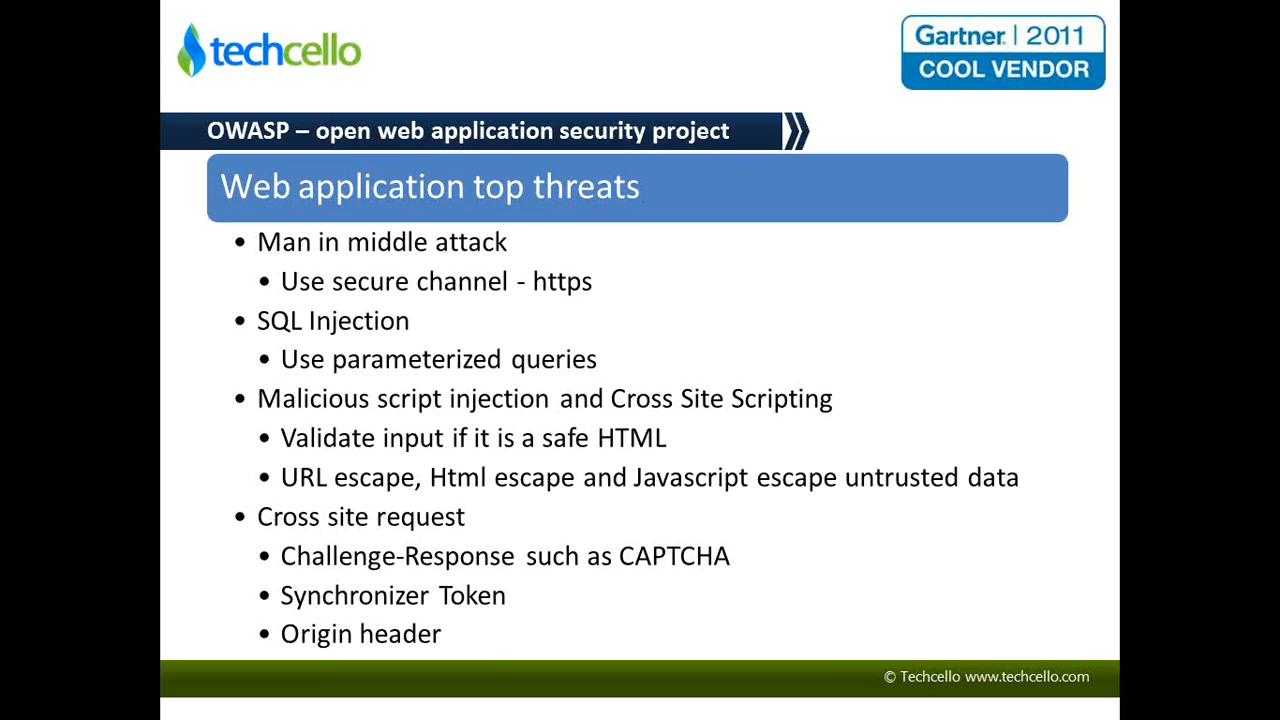 techcello
Gartner. | 2011
COOL VENDOR
OWASP – open web application security project
Web application top threats
• Man in middle attack
• Use secure channel - https
• SQL Injection
• Use parameterized queries
• Malicious script injection and Cross Site Scripting
• Validate input if it is a safe HTML
• URL escape, Html escape and Javascript escape untrusted data
• Cross site request
• Challenge-Response such as CAPTCHA
• Synchronizer Token
• Origin header
© Techcello www.techcello.com